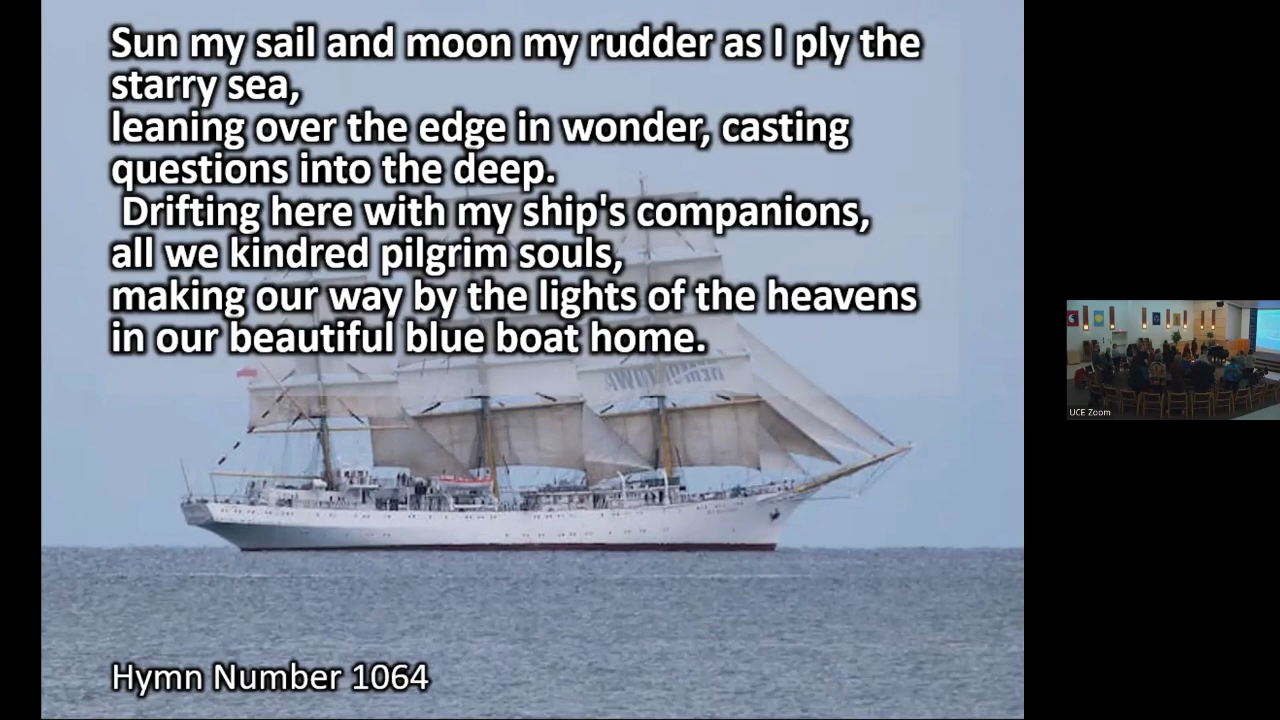 Sun my sail and moon my rudder as I ply the
starry sea,
leaning over the edge in wonder, casting
questions into the deep.
Drifting here with my ship's companions,
all we kindred pilgrim souls,
making our way by the lights of the heavens
in our beautiful blue boat home.
Hymn Number 1064
UCE Zoom